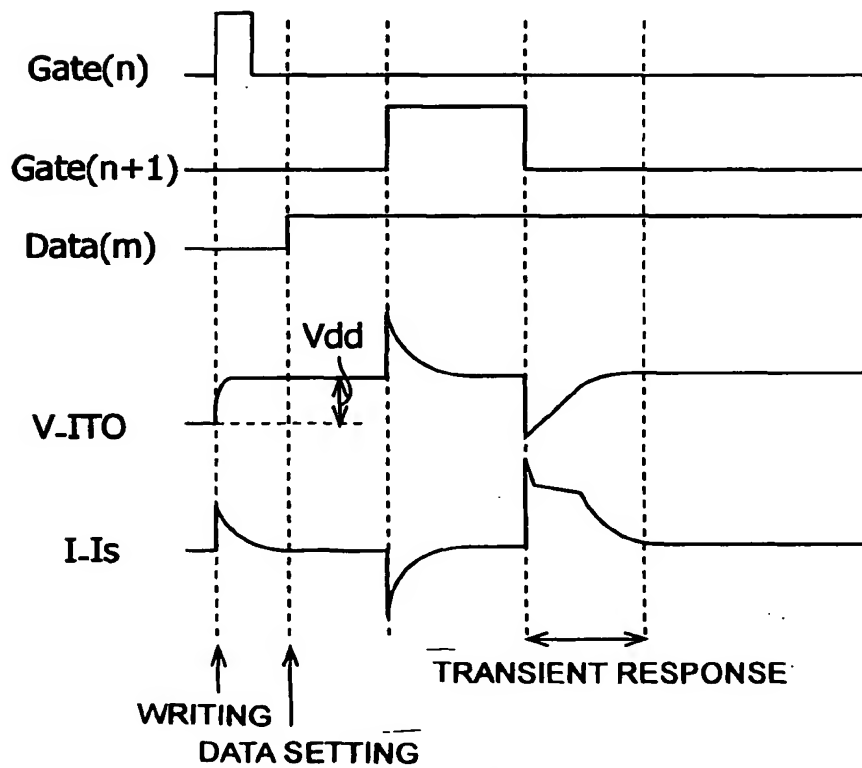 Gate(n)
Gate(n+1)
Data(m)
Vdd
V-ITO
I-Is
TRANSIENT RESPONSE
WRITING
DATA SETTING